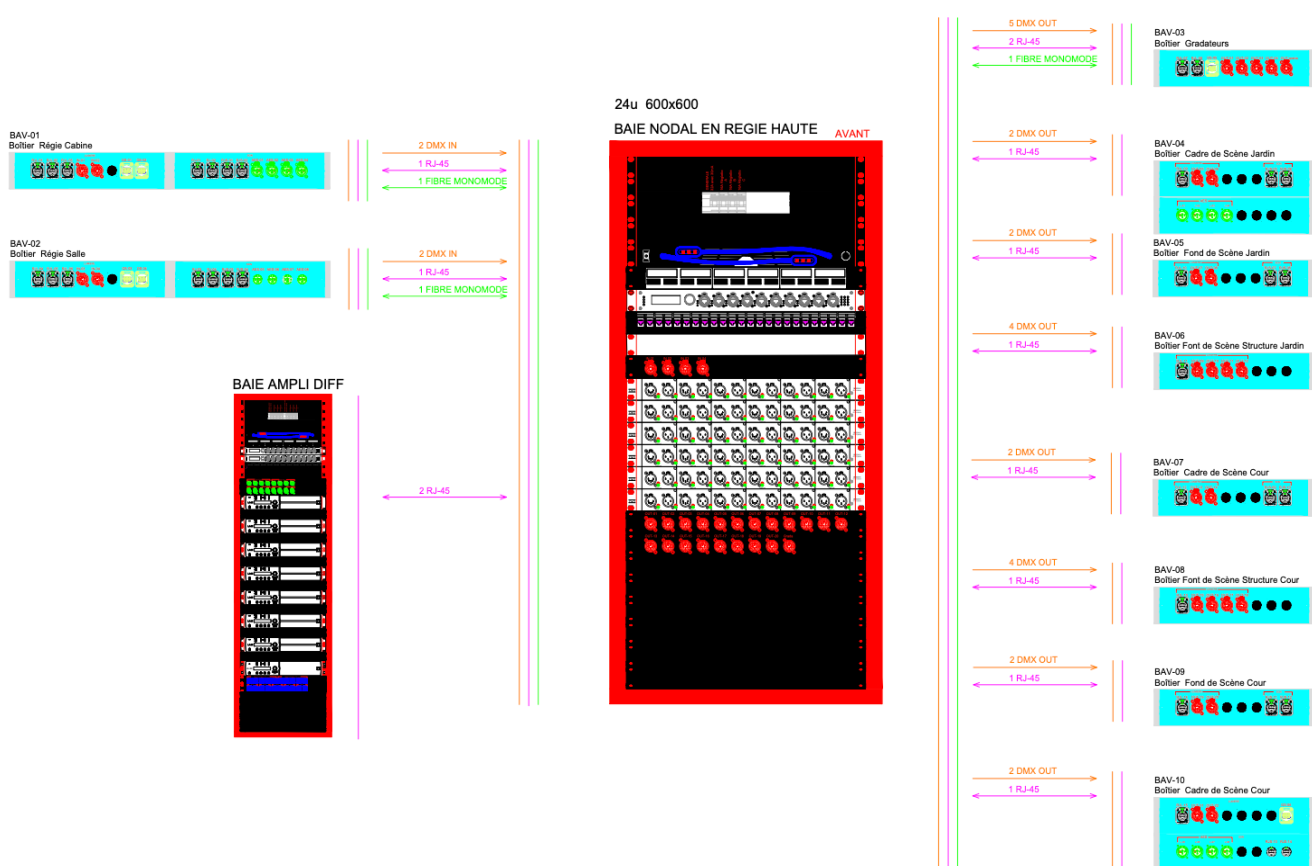 BAV-01
Boîtier Régie Cabine
2 DMX IN
1 RJ-45
1 FIBRE MONOMODE
BAV-02
Boîtier Régie Salle
2 DMX IN
1 RJ-45
1 FIBRE MONOMODE
BAIE AMPLI DIFF
2 RJ-45
24u 600x600
BAIE NODAL EN REGIE HAUTE
AVANT
5 DMX OUT
2 RJ-45
1 FIBRE MONOMODE
BAV-03
Boîtier Gradateurs
2 DMX OUT
1 RJ-45
BAV-04
Boîtier Cadre de Scène Jardin
2 DMX OUT
1 RJ-45
BAV-05
Boîtier Fond de Scène Jardin
4 DMX OUT
1 RJ-45
BAV-06
Boîtier Font de Scène Structure Jardin
2 DMX OUT
1 RJ-45
BAV-07
Boîtier Cadre de Scène Cour
4 DMX OUT
1 RJ-45
BAV-08
Boîtier Font de Scène Structure Cour
2 DMX OUT
1 RJ-45
BAV-09
Boîtier Fond de Scène Cour
2 DMX OUT
1 RJ-45
BAV-10
Boîtier Cadre de Scène Cour